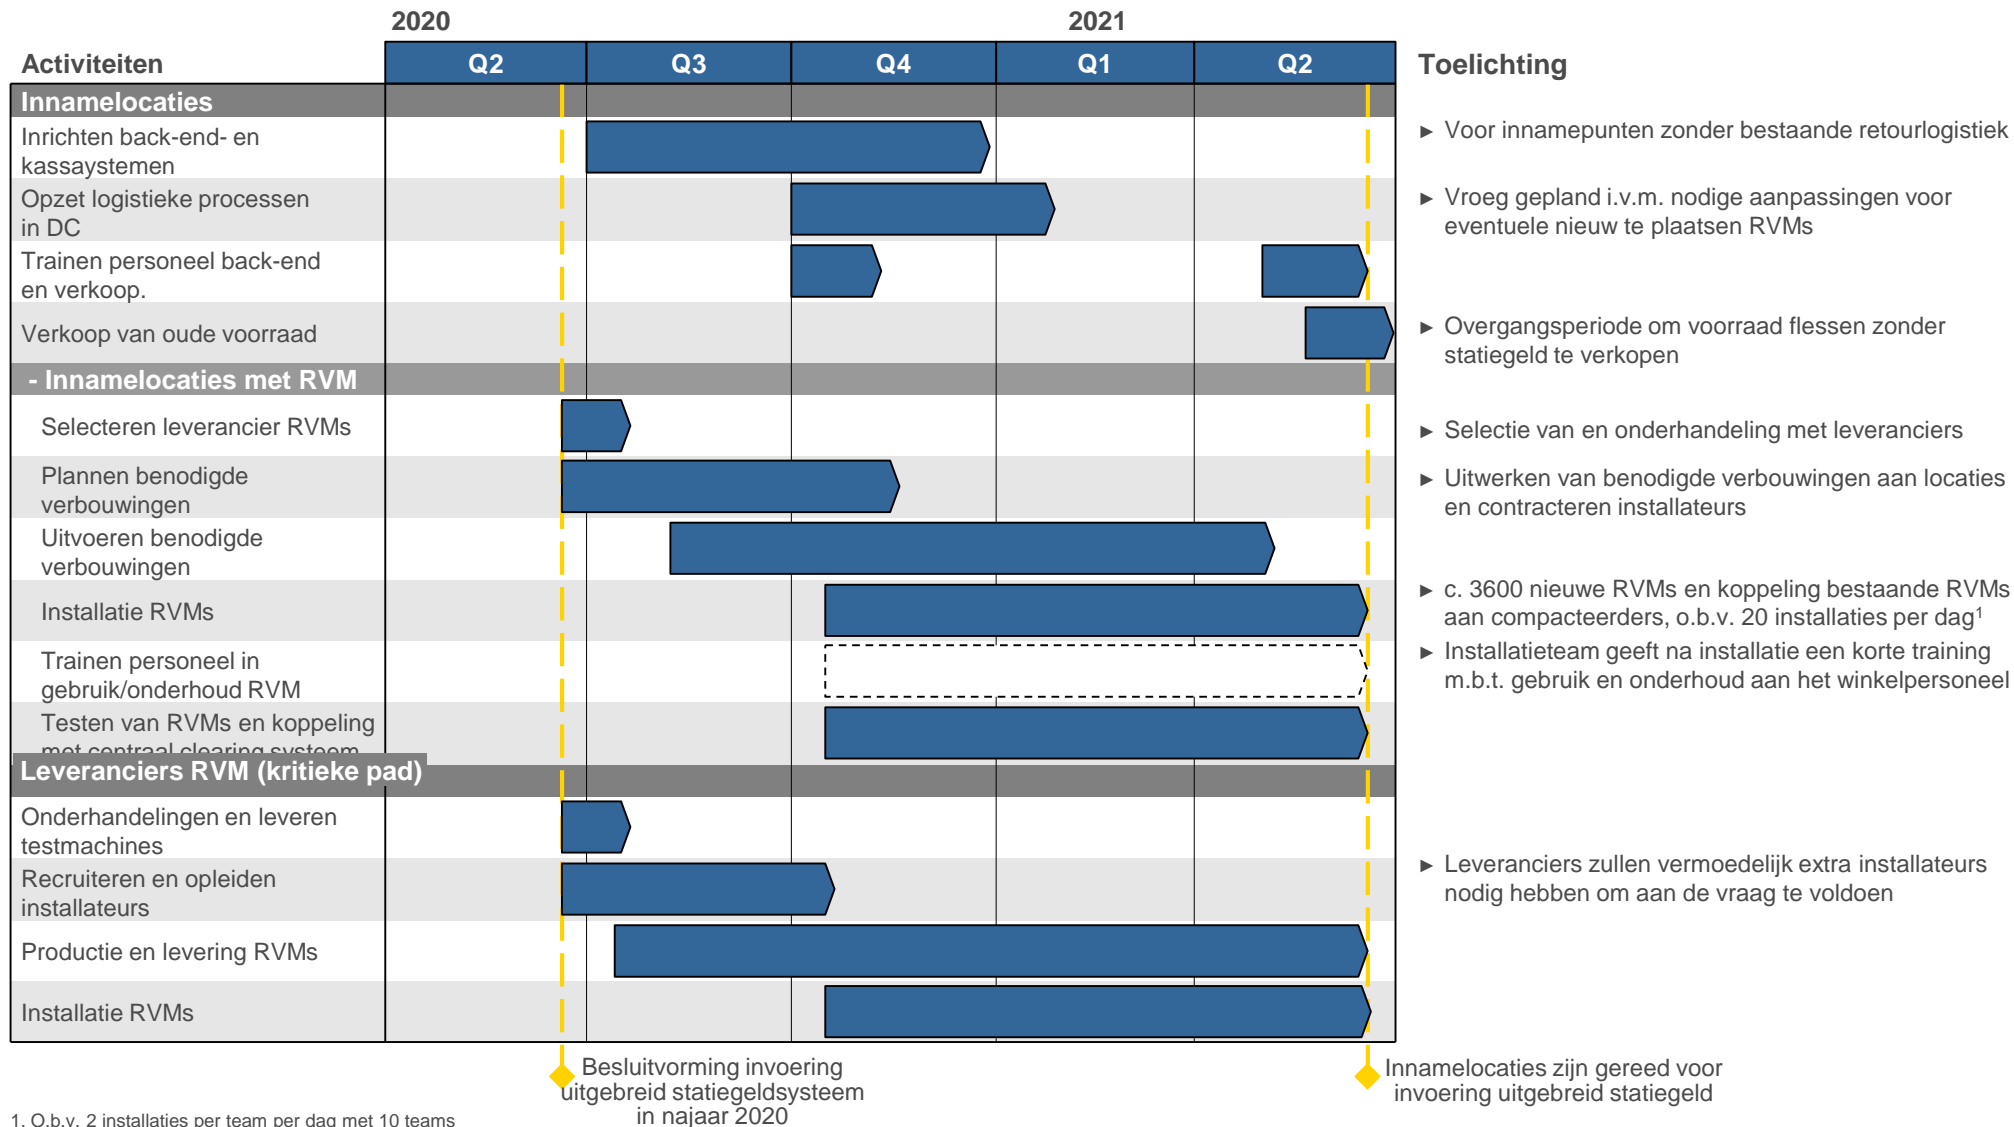 2020
2021
Activiteiten
Q2
Q3
Q4
Q1
Q2
Toelichting
Innamelocaties
Inrichten back-end- en
kassaystemen
► Voor innamepunten zonder bestaande retourlogistiek
Opzet logistieke processen
in DC
► Vroeg gepland i.v.m. nodige aanpassingen voor
eventuele nieuw te plaatsen RVMs
Trainen personeel back-end
en verkoop.
Verkoop van oude voorraad
► Overgangsperiode om voorraad flessen zonder
statiegeld te verkopen
- Innamelocaties met RVM
Selecteren leverancier RVMs
► Selectie van en onderhandeling met leveranciers
Plannen benodigde
verbouwingen
► Uitwerken van benodigde verbouwingen aan locaties
en contracteren installateurs
Uitvoeren benodigde
verbouwingen
Installatie RVMs
► c. 3600 nieuwe RVMs en koppeling bestaande RVMs
aan compacteerders, o.b.v. 20 installaties per dag¹
Trainen personeel in
gebruik/onderhoud RVM
► Installatieteam geeft na installatie een korte training
m.b.t. gebruik en onderhoud aan het winkelpersoneel
Testen van RVMs en koppeling
met centraal clearing systeem
Leveranciers RVM (kritieke pad)
Onderhandelingen en leveren
testmachines
Recruiteren en opleiden
installateurs
► Leveranciers zullen vermoedelijk extra installateurs
nodig hebben om aan de vraag te voldoen
Productie en levering RVMs
Installatie RVMs
Besluitvorming invoering
uitgebreid statiegeldsysteem
in najaar 2020
Innamelocaties zijn gereed voor
invoering uitgebreid statiegeld
1. O.b.v. 2 installaties per team per dag met 10 teams